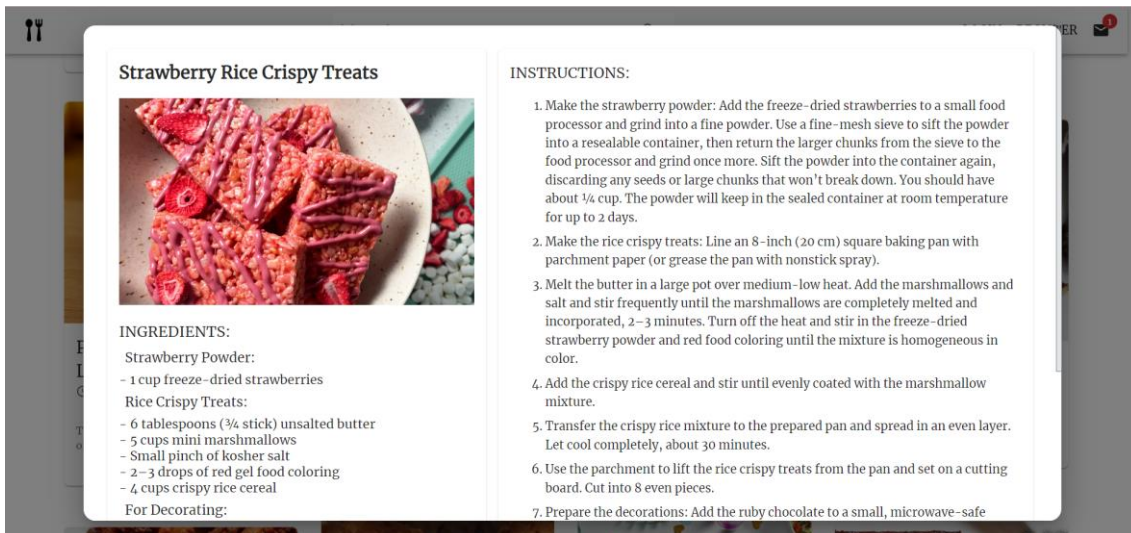 ER
1
Strawberry Rice Crispy Treats
INGREDIENTS:
Strawberry Powder:
- 1 cup freeze-dried strawberries
Rice Crispy Treats:
- 6 tablespoons (¾ stick) unsalted butter
- 5 cups mini marshmallows
- Small pinch of kosher salt
- 2–3 drops of red gel food coloring
- 4 cups crispy rice cereal
For Decorating:
INSTRUCTIONS:
1. Make the strawberry powder: Add the freeze-dried strawberries to a small food
processor and grind into a fine powder. Use a fine-mesh sieve to sift the powder
into a resealable container, then return the larger chunks from the sieve to the
food processor and grind once more. Sift the powder into the container again,
discarding any seeds or large chunks that won't break down. You should have
about ¼ cup. The powder will keep in the sealed container at room temperature
for up to 2 days.
2. Make the rice crispy treats: Line an 8-inch (20 cm) square baking pan with
parchment paper (or grease the pan with nonstick spray).
3. Melt the butter in a large pot over medium-low heat. Add the marshmallows and
salt and stir frequently until the marshmallows are completely melted and
incorporated, 2–3 minutes. Turn off the heat and stir in the freeze-dried
strawberry powder and red food coloring until the mixture is homogeneous in
color.
4. Add the crispy rice cereal and stir until evenly coated with the marshmallow
mixture.
5. Transfer the crispy rice mixture to the prepared pan and spread in an even layer.
Let cool completely, about 30 minutes.
6. Use the parchment to lift the rice crispy treats from the pan and set on a cutting
board. Cut into 8 even pieces.
7. Prepare the decorations: Add the ruby chocolate to a small, microwave-safe